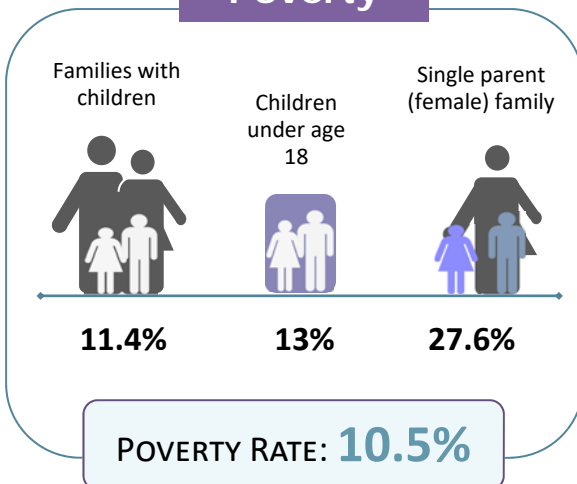 Poverty
Families with
children
Children
under age
18
Single parent
(female) family
11.4%
13%
27.6%
POVERTY RATE: 10.5%